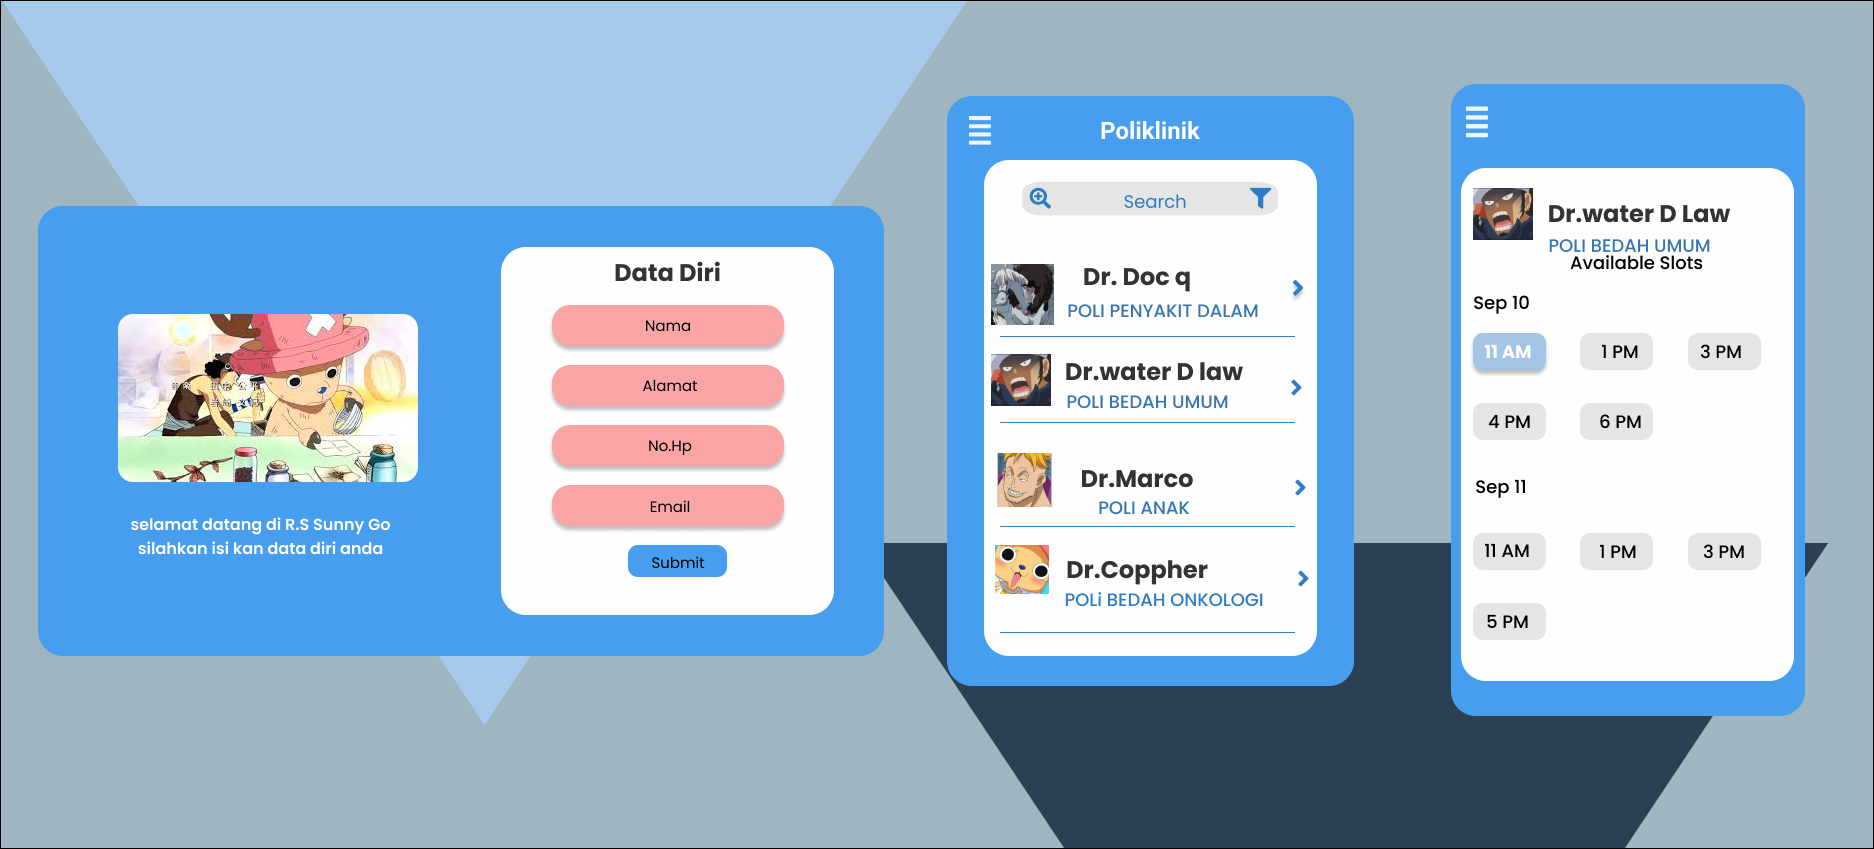 selamat datang di R.S Sunny Go
silahkan isi kan data diri anda
Data Diri
Nama
Alamat
No.Hp
Email
Submit
Poliklinik
Search
Dr. Doc q
POLI PENYAKIT DALAM
Dr.water D law
POLI BEDAH UMUM
Dr.Marco
POLI ANAK
Dr.Coppher
POLi BEDAH ONKOLOGI
Dr.water D Law
POLI BEDAH UMUM
Available Slots
Sep 10
11 AM 1 PM 3 PM
4 PM 6 PM
Sep 11
11 AM 1 PM 3 PM
5 PM